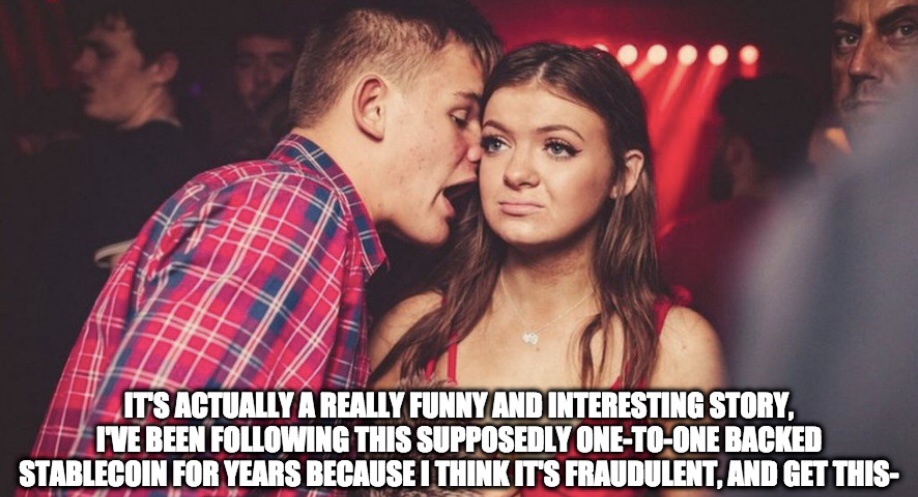 IT'S ACTUALLY A REALLY FUNNY AND INTERESTING STORY,
I'VE BEEN FOLLOWING THIS SUPPOSEDLY ONE-TO-ONE BACKED
STABLECOIN FOR YEARS BECAUSE I THINK IT'S FRAUDULENT, AND GET THIS-